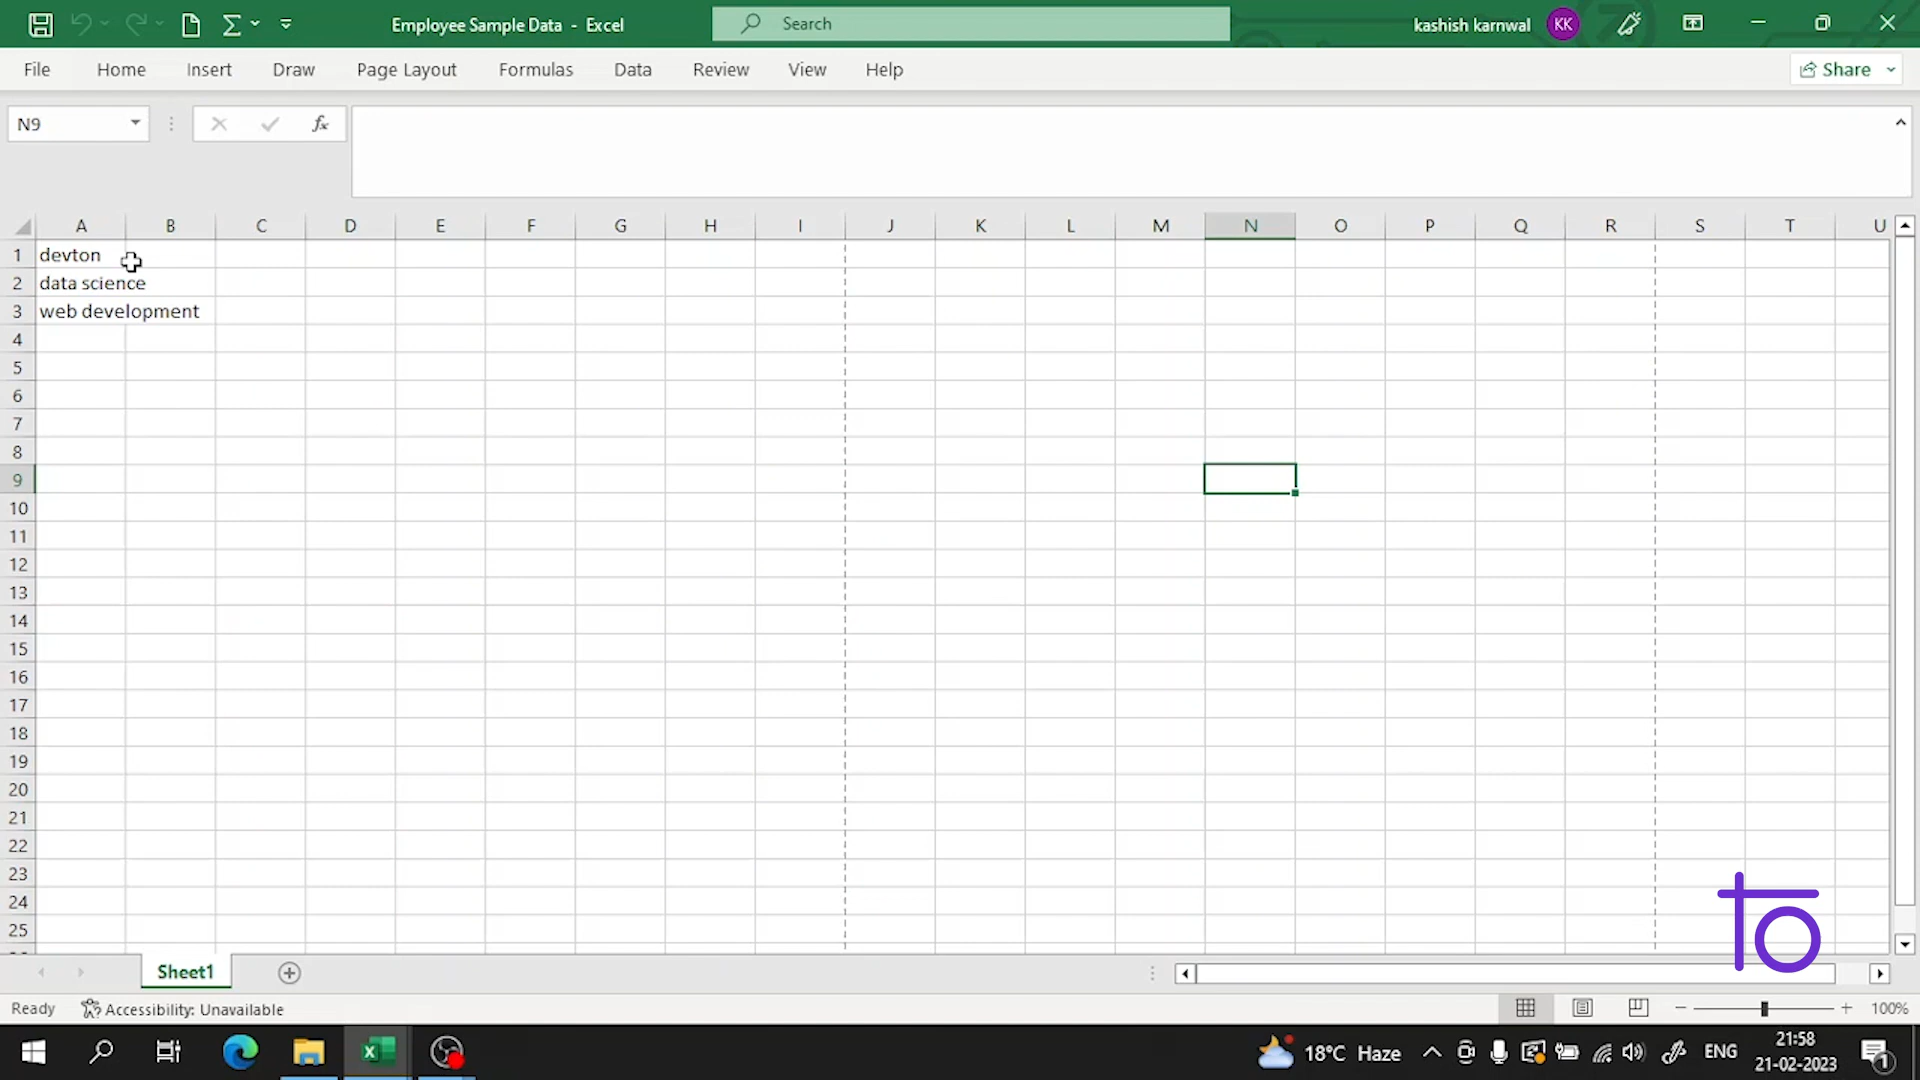 Employee Sample Data - Excel
Search
kashish karnwal
KK
File Home Insert Draw Page Layout Formulas Data Review View Help
Share
N9
fx
A B C D E F G H I J K L M N O P Q R S T U
1 devton
2 data science
3 web development
4
5
6
7
8
9
10
11
12
13
14
15
16
17
18
19
20
21
22
23
24
25
to
Sheet1
Ready Accessibility: Unavailable
100%
18°C Haze
ENG
21:58
21-02-2023
1